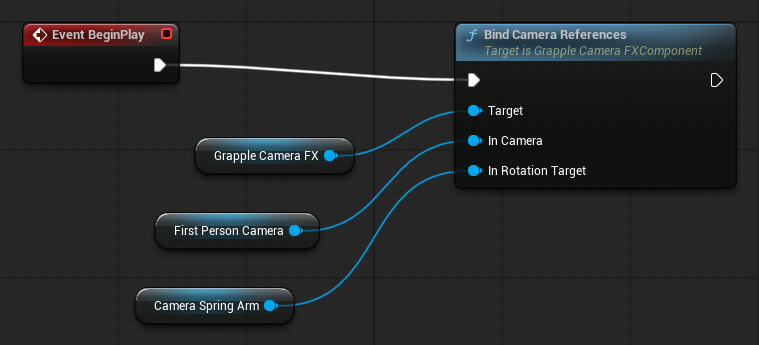 Event BeginPlay
Bind Camera References
Target is Grapple Camera FXComponent
Target
In Camera
In Rotation Target
Grapple Camera FX
First Person Camera
Camera Spring Arm